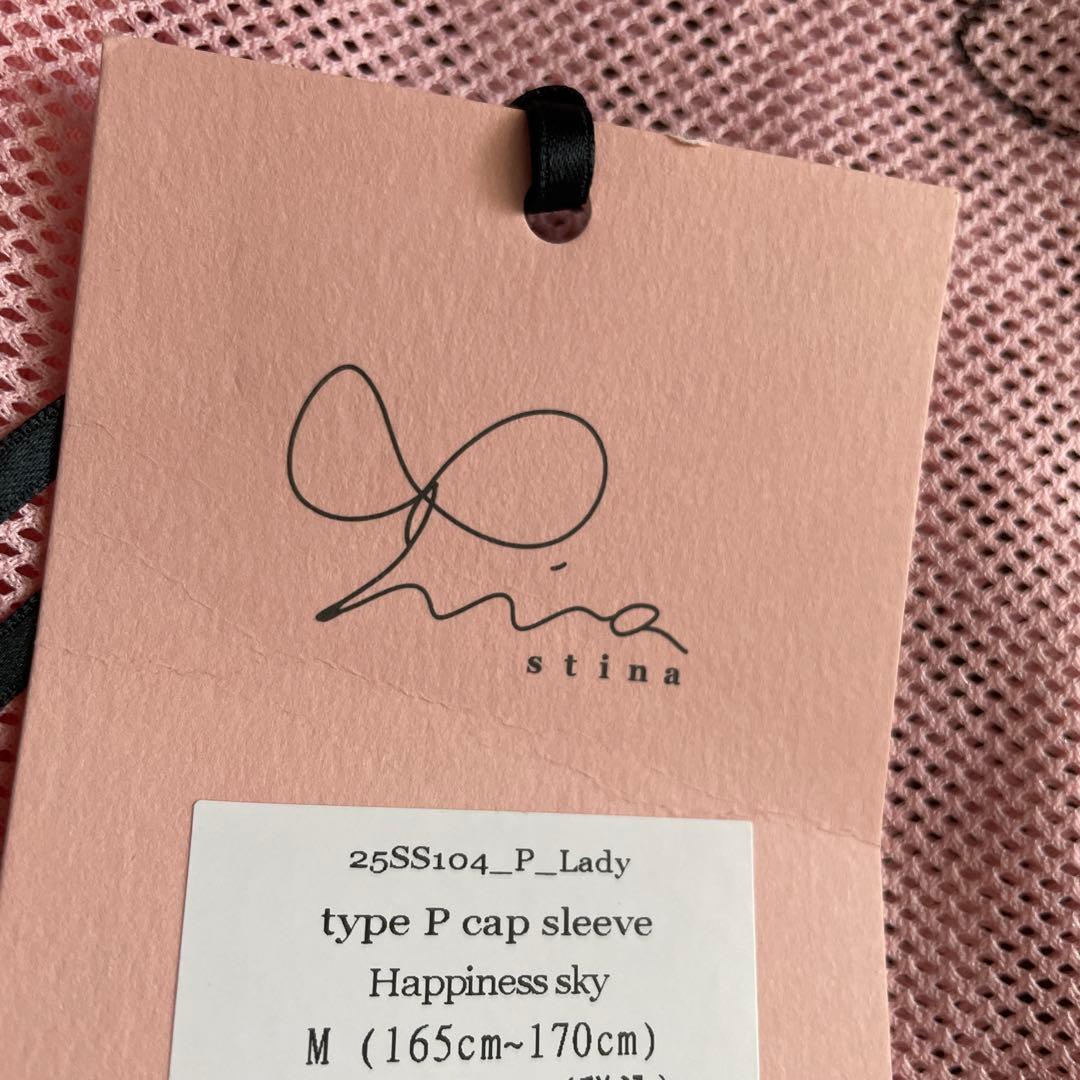 stina
25SS104_P_Lady
type P cap sleeve
Happiness sky
M (165cm~170cm)